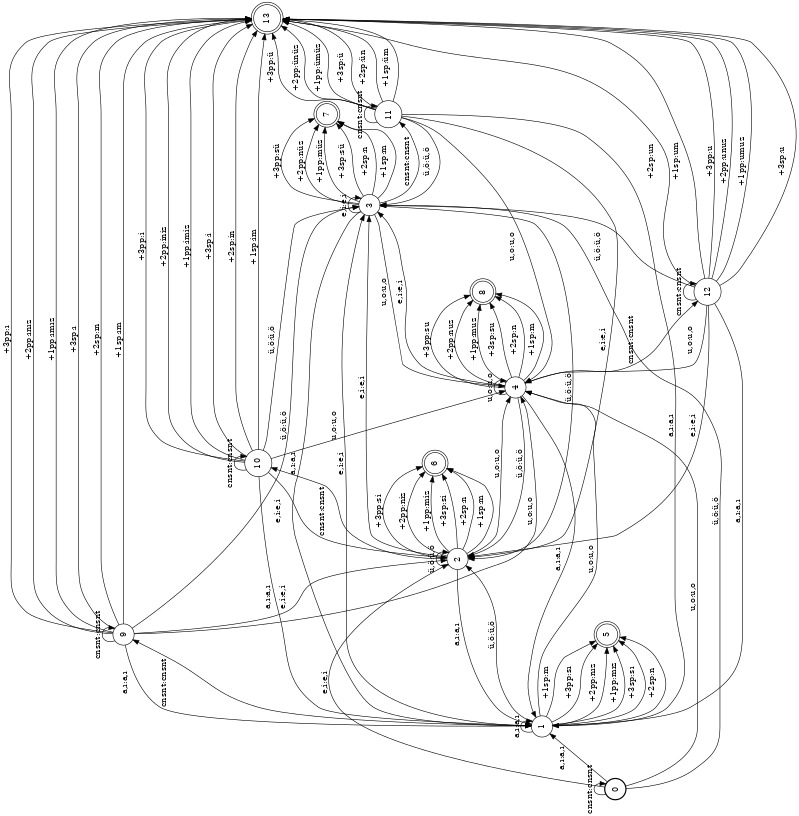 +3pp:ı
+2pp:ınız
+1pp:ımız
+3sp:ı
cnsnt:cnsnt
+2sp:ın
9
a,ı:a,ı
+1sp:ım
+3pp:i
cnsnt:cnsnt
+2pp:iniz
+1pp:imiz
+3sp:i
cnsnt:cnsnt
+2sp:in
10
+1sp:im
13
a,ı:a,ı
ü,ö:ü,ö
+3pp:ü
e,i:e,i
+3pp:sü
e,i:e,i
ü,ö:ü,ö
a,ı:a,ı
+2pp:ünüz
+2pp:nüz
+1pp:ümüz
cnsnt:cnsnt
+1pp:müz
7
e,i:e,i
u,o:u,o
e,i:e,i
e,i:e,i
+3sp:sü
+3sp:ü
cnsnt:cnsnt
+2sp:ün
e,i:e,i
+2sp:n
3
+3pp:si
+1sp:m
+1sp:üm
11
u,o:u,o
e,i:e,i
cnsnt:cnsnt
+2pp:niz
+3pp:su
+1pp:miz
6
ü,ö:ü,ö
ü,ö:ü,ö
+2pp:nuz
+3sp:si
a,ı:a,ı
2
+2sp:n
+1pp:muz
+1sp:m
8
u,o:u,o
ü,ö:ü,ö
u,o:u,o
+3sp:su
+2sp:n
4
a,ı:a,ı
ü,ö:ü,ö
u,o:u,o
u,o:u,o
+1sp:m
1
+1sp:m
a,ı:a,ı
a,ı:a,ı
+3pp:sı
ü,ö:ü,ö
cnsnt:cnsnt
+2pp:nız
u,o:u,o
ü,ö:ü,ö
e,i:e,i
5
+1pp:mız
0
+3sp:sı
cnsnt:cnsnt
+2sp:n
+2sp:un
a,ı:a,ı
+1sp:um
cnsnt:cnsnt
u,o:u,o
e,i:e,i
u,o:u,o
12
+3pp:u
ü,ö:ü,ö
+2pp:unuz
a,ı:a,ı
+1pp:umuz
+3sp:u